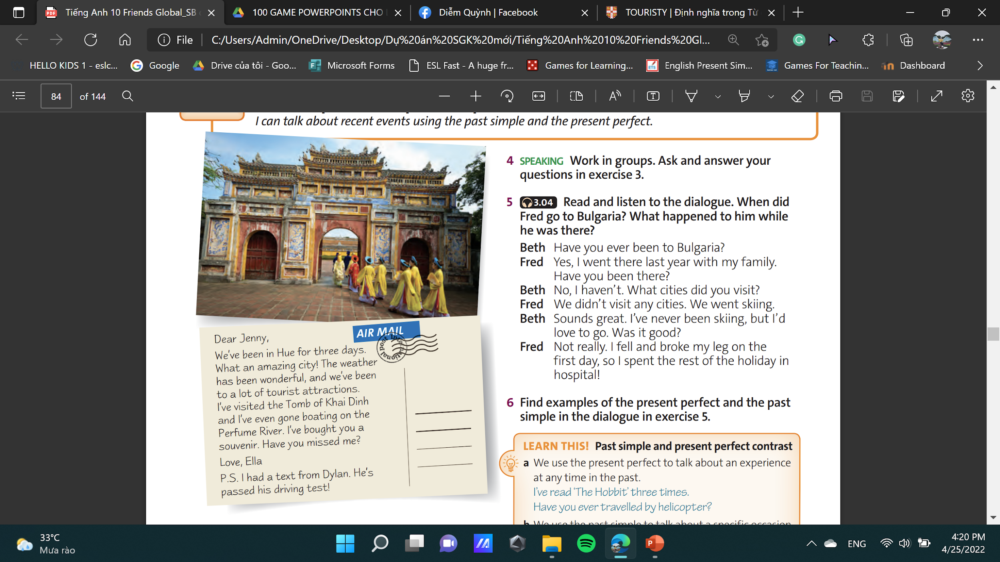 Tiếng Anh 10 Friends Global_SB
100 GAME POWERPOINTS CHO
Diễm Quỳnh | Facebook
TOURISTY | Định nghĩa trong Từ
File
C:/Users/Admin/OneDrive/Desktop/Dự%20án%20SGK%20mới/Tiếng%20Anh%2010%20Friends%20Gl...
HELLO KIDS 1 - eslc...
Google
Drive của tôi - Goo...
Microsoft Forms
ESL Fast - A huge fr...
Games for Learning...
English Present Sim...
Games For Teachin...
Dashboard
84 of 144
I can talk about recent events using the past simple and the present perfect.
AIR MAIL
post International
Dear Jenny,
We've been in Hue for three days.
What an amazing city! The weather
has been wonderful, and we've been
to a lot of tourist attractions.
I've visited the Tomb of Khai Dinh
and I've even gone boating on the
Perfume River. I've bought you a
souvenir. Have you missed me?
Love, Ella
P.S. I had a text from Dylan. He's
passed his driving test!
4 SPEAKING Work in groups. Ask and answer your
questions in exercise 3.
5 3.04 Read and listen to the dialogue. When did
Fred go to Bulgaria? What happened to him while
he was there?
Beth Have you ever been to Bulgaria?
Fred Yes, I went there last year with my family.
Have you been there?
Beth No, I haven't. What cities did you visit?
Fred We didn't visit any cities. We went skiing.
Beth Sounds great. I've never been skiing, but I'd
love to go. Was it good?
Fred Not really. I fell and broke my leg on the
first day, so I spent the rest of the holiday in
hospital!
6 Find examples of the present perfect and the past
simple in the dialogue in exercise 5.
LEARN THIS! Past simple and present perfect contrast
a We use the present perfect to talk about an experience
at any time in the past.
I've read 'The Hobbit' three times.
Have you ever travelled by helicopter?
b We use the past simple to talk about a specific occasion
33°C
Mưa rào
ENG
4:20 PM
4/25/2022